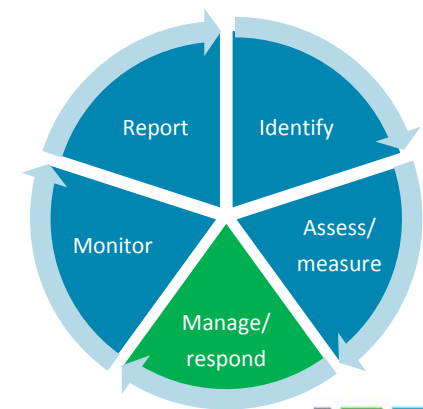 Report
Identify
Assess/
measure
Manage/
respond
Monitor